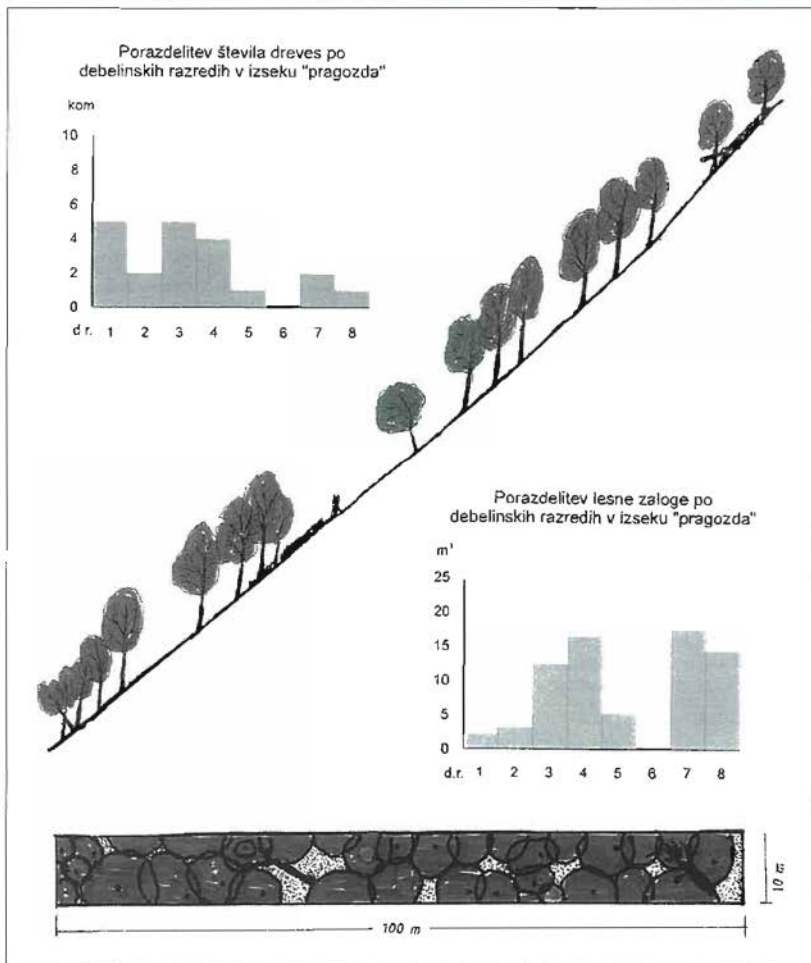 Porazdelitev števila dreves po
debelinskih razredih v izseku "pragozda"
kom
10
8
6
4
2
0
d.r. 1 2 3 4 5 6 7 8
Porazdelitev lesne zaloge po
debelinskih razredih v izseku "pragozda"
m³
25
20
15
10
5
0
d.r. 1 2 3 4 5 6 7 8
10 m
100 m